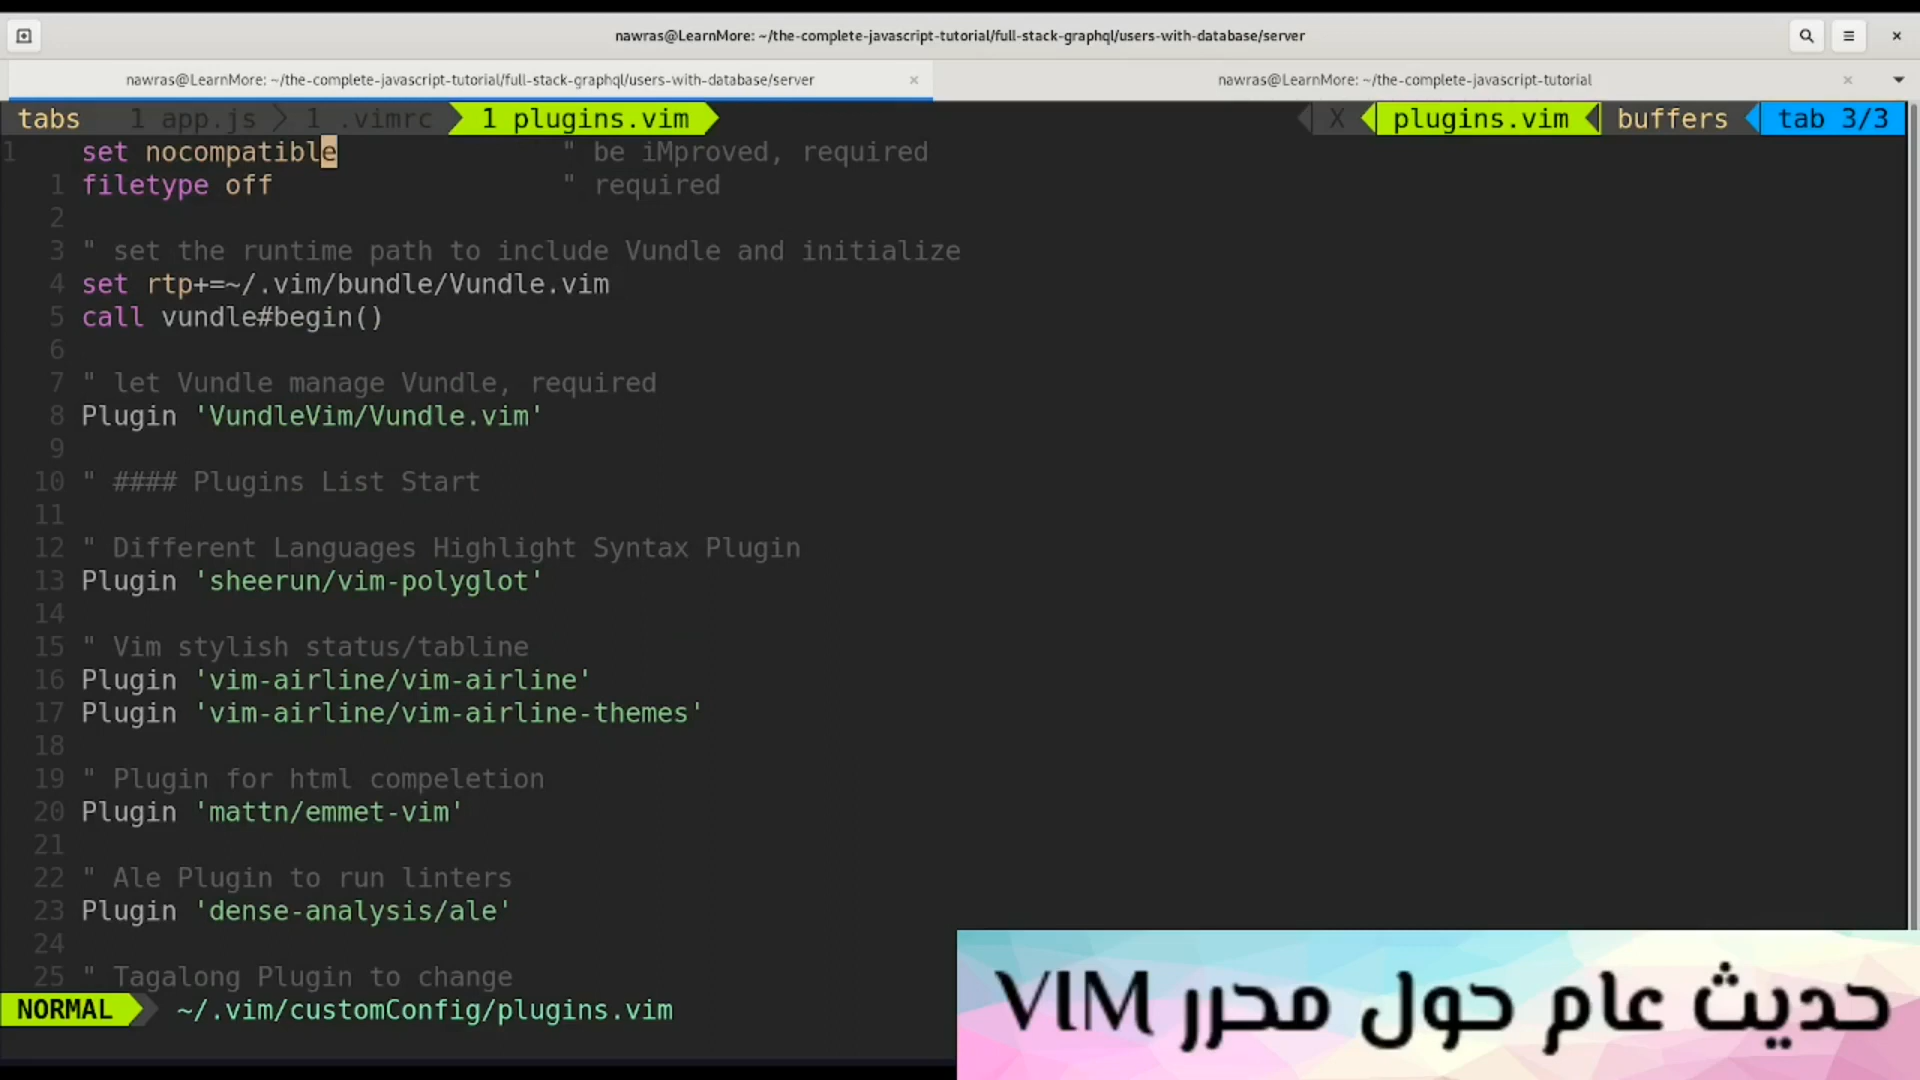 nawras@LearnMore: ~/the-complete-javascript-tutorial/full-stack-graphql/users-with-database/server
nawras@LearnMore: ~/the-complete-javascript-tutorial/full-stack-graphql/users-with-database/server × nawras@LearnMore: ~/the-complete-javascript-tutorial ×
tabs 1 app.js 1 .vimrc 1 plugins.vim X plugins.vim buffers tab 3/3
1 set nocompatible " be iMproved, required
1 filetype off " required
2
3 " set the runtime path to include Vundle and initialize
4 set rtp+=~/.vim/bundle/Vundle.vim
5 call vundle#begin()
6
7 " let Vundle manage Vundle, required
8 Plugin 'VundleVim/Vundle.vim'
9
10 " #### Plugins List Start
11
12 " Different Languages Highlight Syntax Plugin
13 Plugin 'sheerun/vim-polyglot'
14
15 " Vim stylish status/tabline
16 Plugin 'vim-airline/vim-airline'
17 Plugin 'vim-airline/vim-airline-themes'
18
19 " Plugin for html compeletion
20 Plugin 'mattn/emmet-vim'
21
22 " Ale Plugin to run linters
23 Plugin 'dense-analysis/ale'
24
25 " Tagalong Plugin to change
NORMAL ~/.vim/customConfig/plugins.vim
حديث عام حول محرر VIM